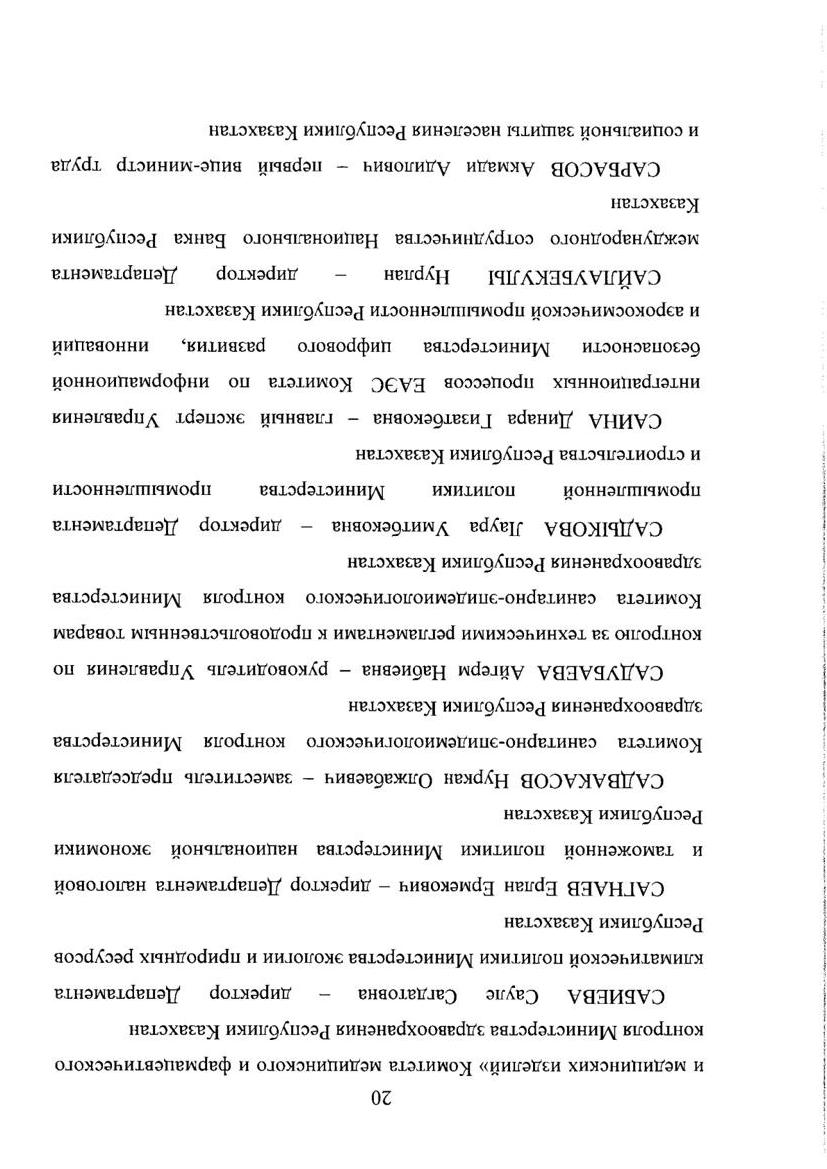 20
и медицинских изделий» Комитета медицинского и фармацевтического
контроля Министерства здравоохранения Республики Казахстан
САБИЕВА Сауле Сагдатовна – директор Департамента
климатической политики Министерства экологии и природных ресурсов
Республики Казахстан
САГНАЕВ Ерлан Ермекович – директор Департамента налоговой
и таможенной политики Министерства национальной экономики
Республики Казахстан
САДВАКАСОВ Нуркан Олжабаевич – заместитель председателя
Комитета санитарно-эпидемиологического контроля Министерства
здравоохранения Республики Казахстан
САДУБАЕВА Айгерм Набиевна – руководитель Управления по
контролю за техническими регламентами к продовольственным товарам
Комитета санитарно-эпидемиологического контроля Министерства
здравоохранения Республики Казахстан
САДЫКОВА Лаура Умитбековна – директор Департамента
промышленной политики Министерства промышленности
и строительства Республики Казахстан
САИНА Динара Гизатбековна – главный эксперт Управления
интеграционных процессов ЕАЭС Комитета по информационной
безопасности Министерства цифрового развития, инноваций
и аэрокосмической промышленности Республики Казахстан
САЙЛАУБЕКУЛЫ Нурлан – директор Департамента
международного сотрудничества Национального Банка Республики
Казахстан
САРБАСОВ Акмади Адилович – первый вице-министр труда
и социальной защиты населения Республики Казахстан